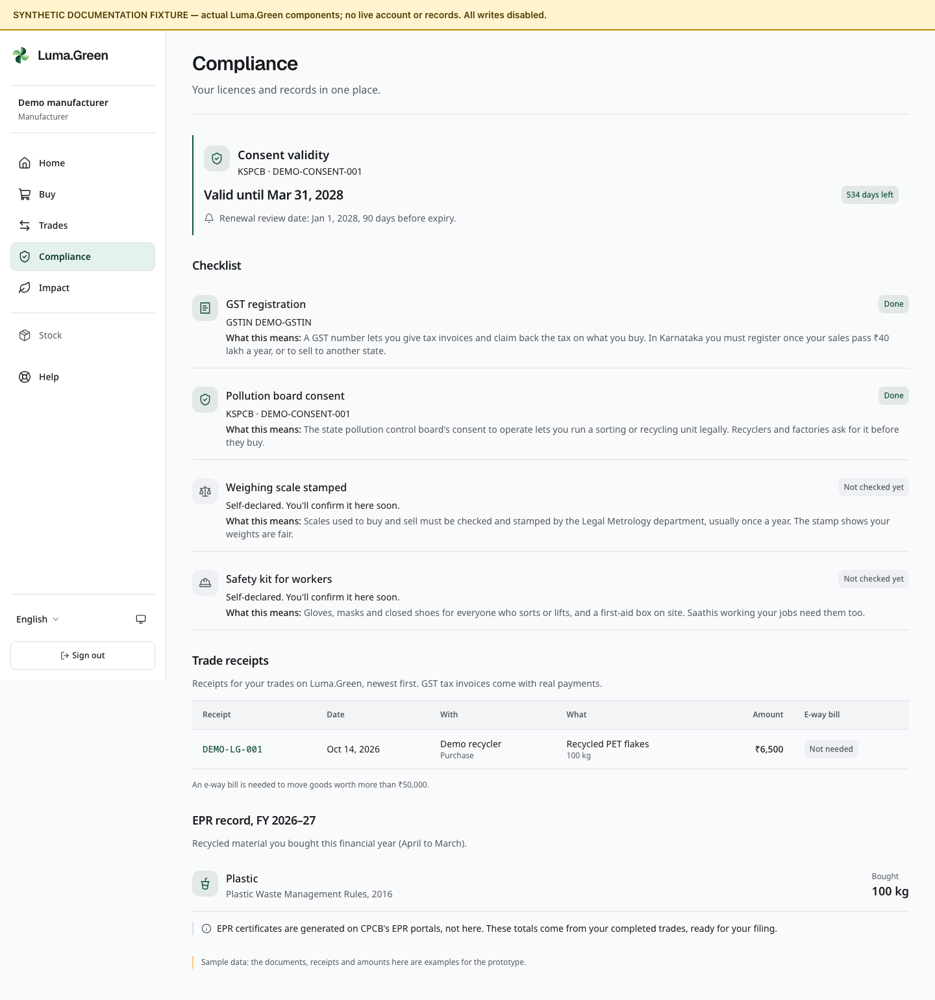 SYNTHETIC DOCUMENTATION FIXTURE — actual Luma.Green components; no live account or records. All writes disabled.
Luma.Green
Demo manufacturer
Manufacturer
Home
Buy
Trades
Compliance
Impact
Stock
Help
English
Sign out
Compliance
Your licences and records in one place.
Consent validity
KSPCB · DEMO-CONSENT-001
Valid until Mar 31, 2028
534 days left
Renewal review date: Jan 1, 2028, 90 days before expiry.
Checklist
GST registration
Done
GSTIN DEMO-GSTIN
What this means: A GST number lets you give tax invoices and claim back the tax on what you buy. In Karnataka you must register once your sales pass ₹40
lakh a year, or to sell to another state.
Pollution board consent
Done
KSPCB · DEMO-CONSENT-001
What this means: The state pollution control board's consent to operate lets you run a sorting or recycling unit legally. Recyclers and factories ask for it before
they buy.
Weighing scale stamped
Not checked yet
Self-declared. You'll confirm it here soon.
What this means: Scales used to buy and sell must be checked and stamped by the Legal Metrology department, usually once a year. The stamp shows your
weights are fair.
Safety kit for workers
Not checked yet
Self-declared. You'll confirm it here soon.
What this means: Gloves, masks and closed shoes for everyone who sorts or lifts, and a first-aid box on site. Saathis working your jobs need them too.
Trade receipts
Receipts for your trades on Luma.Green, newest first. GST tax invoices come with real payments.
Receipt Date With What Amount E-way bill
DEMO-LG-001 Oct 14, 2026 Demo recycler Recycled PET flakes ₹6,500 Not needed
Purchase 100 kg
An e-way bill is needed to move goods worth more than ₹50,000.
EPR record, FY 2026–27
Recycled material you bought this financial year (April to March).
Plastic
Plastic Waste Management Rules, 2016
Bought
100 kg
EPR certificates are generated on CPCB's EPR portals, not here. These totals come from your completed trades, ready for your filing.
Sample data: the documents, receipts and amounts here are examples for the prototype.